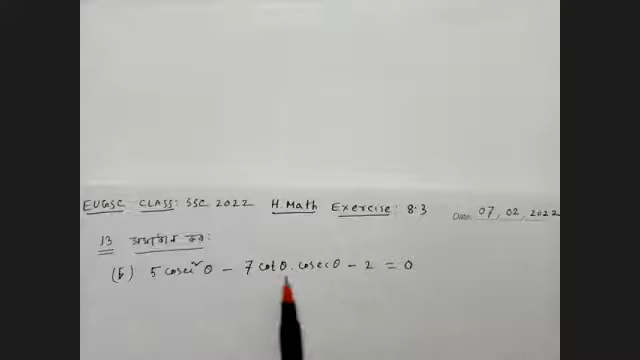 EUGSC CLASS: SSC 2022 H.Math Exercise: 8.3 Date: 07, 02, 2022
13 সমাধান কর:
(চ) 5 cosec²θ - 7 cotθ. cosecθ - 2 = 0